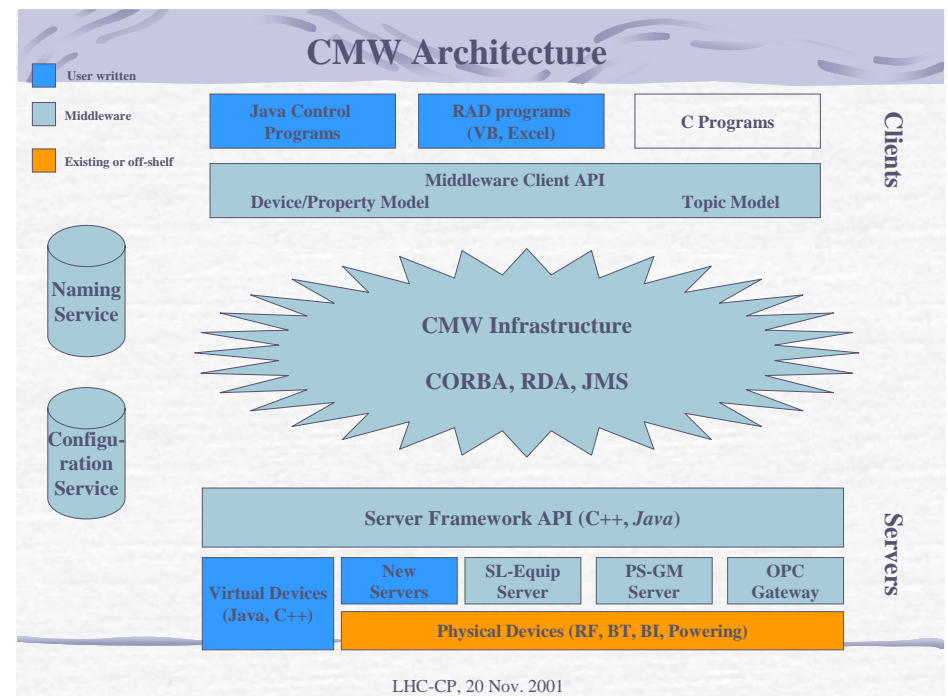 CMW Architecture
User written
Middleware
Existing or off-shelf
Java Control
Programs
RAD programs
(VB, Excel)
C Programs
Clients
Middleware Client API
Device/Property Model
Topic Model
Naming
Service
CMW Infrastructure
CORBA, RDA, JMS
Configu-
ration
Service
Server Framework API (C++, Java)
Servers
Virtual Devices
(Java, C++)
New
Servers
SL-Equip
Server
PS-GM
Server
OPC
Gateway
Physical Devices (RF, BT, BI, Powering)
LHC-CP, 20 Nov. 2001